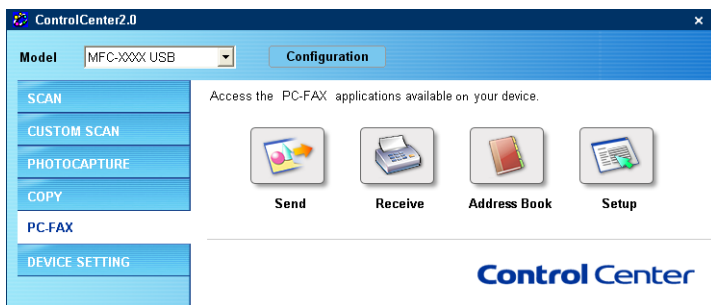 ControlCenter2.0
Model MFC-XXXX USB Configuration
SCAN
CUSTOM SCAN
PHOTOCAPTURE
COPY
PC-FAX
DEVICE SETTING
Access the PC-FAX applications available on your device.
Send Receive Address Book Setup
Control Center